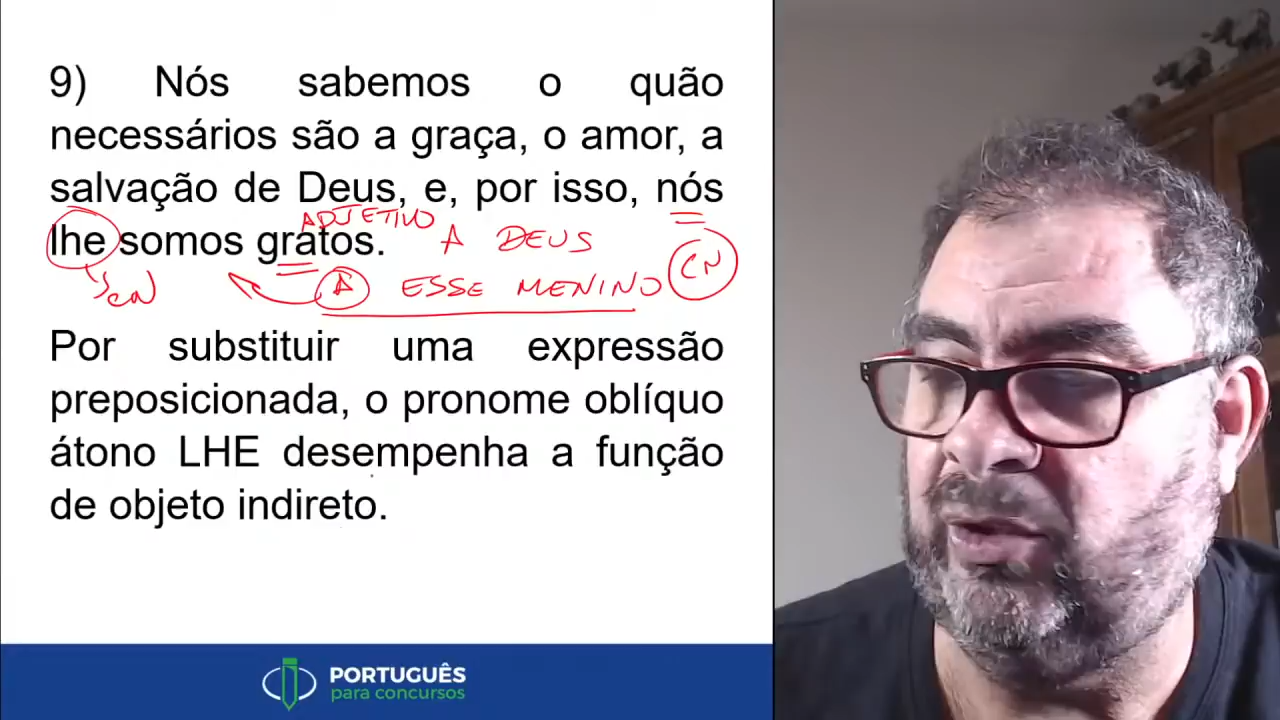 9) Nós sabemos o quão
necessários são a graça, o amor, a
salvação de Deus, e, por isso, nós
ADJETIVO
lhe somos gratos. A DEUS
CN A ESSE MENINO CN
Por substituir uma expressão
preposicionada, o pronome oblíquo
átono LHE desempenha a função
de objeto indireto.
PORTUGUÊS
para concursos